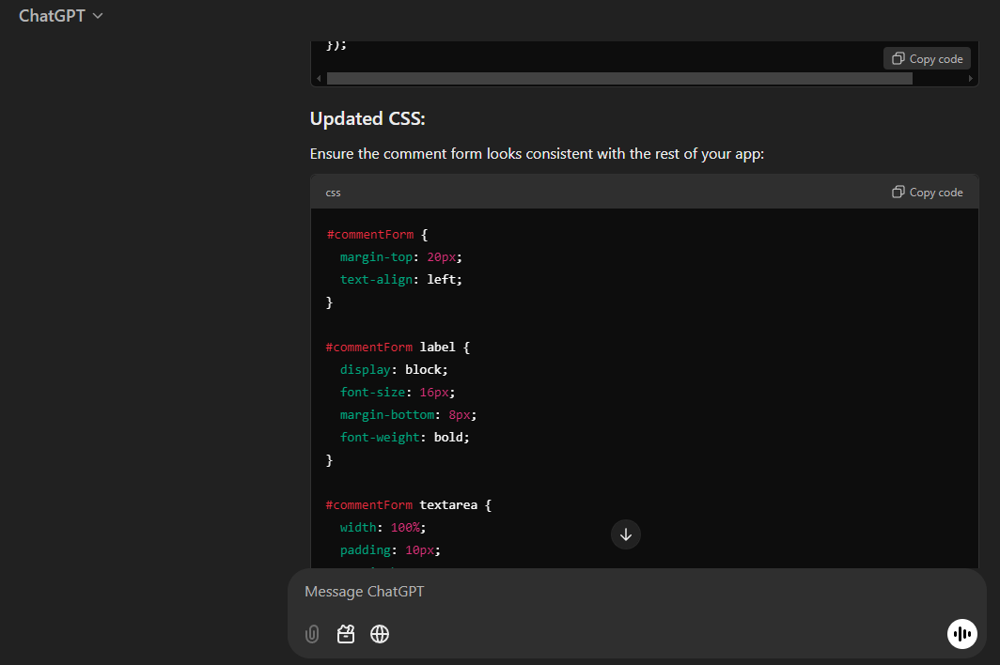 ChatGPT
});
Copy code
Updated CSS:
Ensure the comment form looks consistent with the rest of your app:
css
Copy code
#commentForm {
  margin-top: 20px;
  text-align: left;
}
#commentForm label {
  display: block;
  font-size: 16px;
  margin-bottom: 8px;
  font-weight: bold;
}
#commentForm textarea {
  width: 100%;
  padding: 10px;
Message ChatGPT